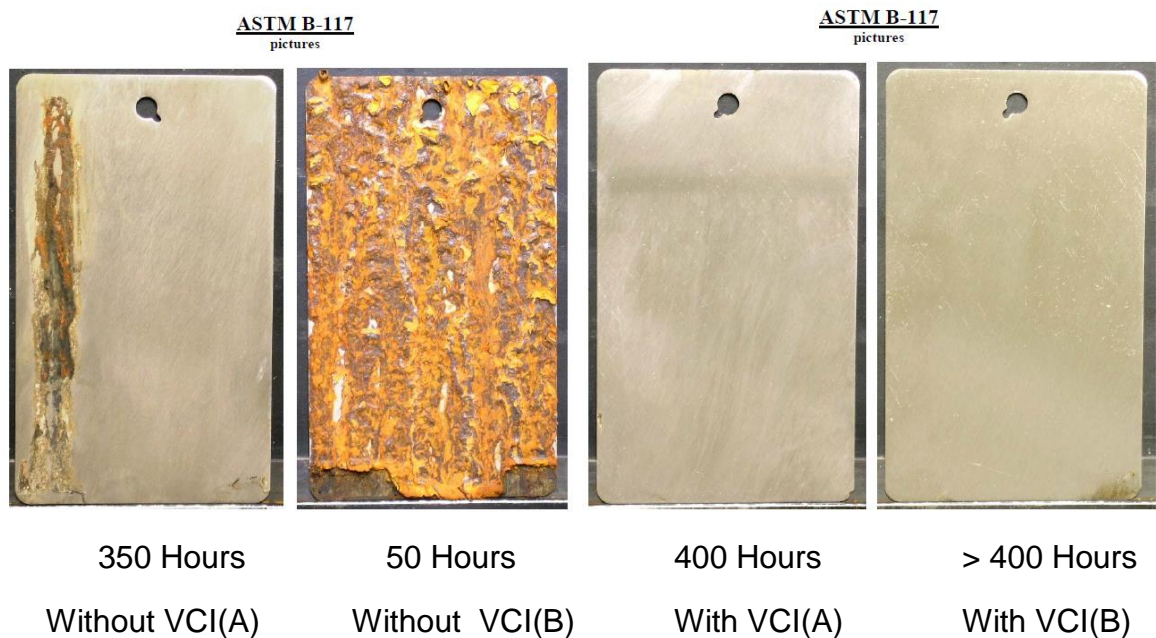 ASTM B-117
pictures
ASTM B-117
pictures
350 Hours
50 Hours
400 Hours
> 400 Hours
Without VCI(A)
Without VCI(B)
With VCI(A)
With VCI(B)